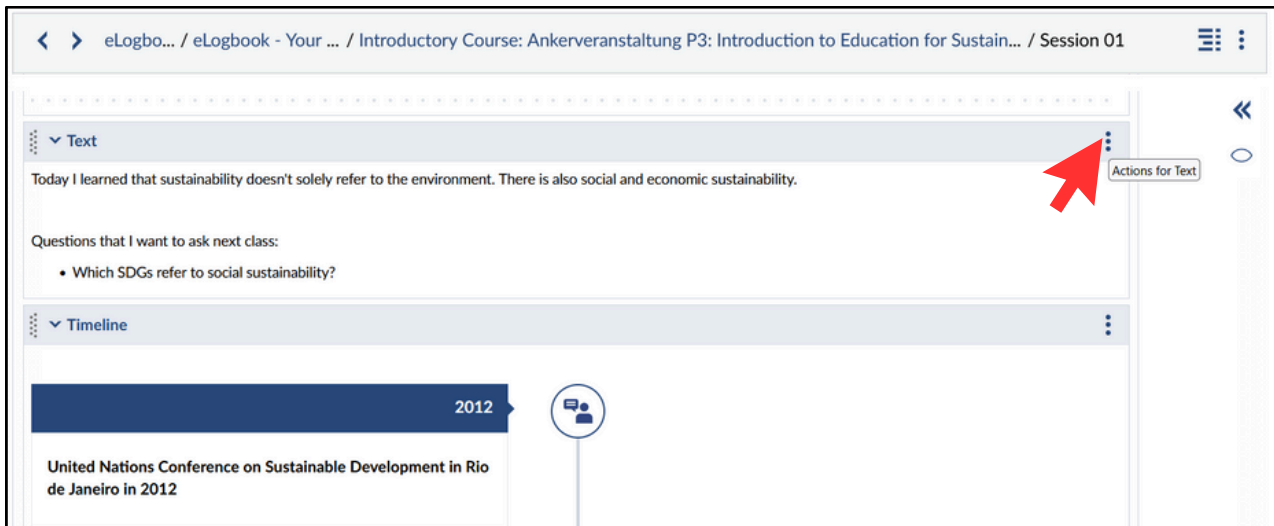 eLogbo... / eLogbook - Your ... / Introductory Course: Ankerveranstaltung P3: Introduction to Education for Sustain... / Session 01
Text
Actions for Text
Today I learned that sustainability doesn't solely refer to the environment. There is also social and economic sustainability.
Questions that I want to ask next class:
• Which SDGs refer to social sustainability?
Timeline
2012
United Nations Conference on Sustainable Development in Rio
de Janeiro in 2012